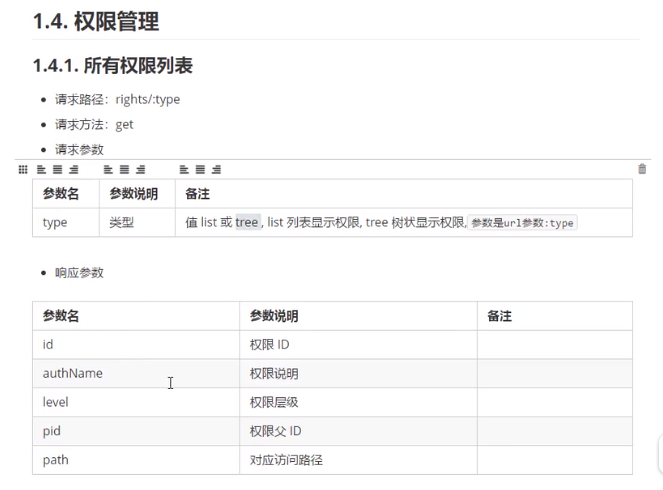 1.4. 权限管理
1.4.1. 所有权限列表
请求路径：rights/:type
请求方法：get
请求参数
参数名 参数说明 备注
type 类型 值 list 或 tree , list 列表显示权限, tree 树状显示权限, 参数是url参数:type
响应参数
参数名 参数说明 备注
id 权限 ID
authName 权限说明
level 权限层级
pid 权限父 ID
path 对应访问路径